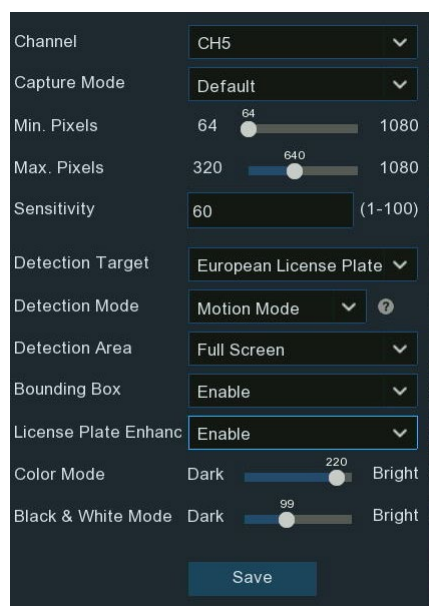 Channel CH5
Capture Mode Default
Min. Pixels 64 64 1080
Max. Pixels 320 640 1080
Sensitivity 60 (1-100)
Detection Target European License Plate
Detection Mode Motion Mode ?
Detection Area Full Screen
Bounding Box Enable
License Plate Enhanc Enable
Color Mode Dark 220 Bright
Black & White Mode Dark 99 Bright
Save